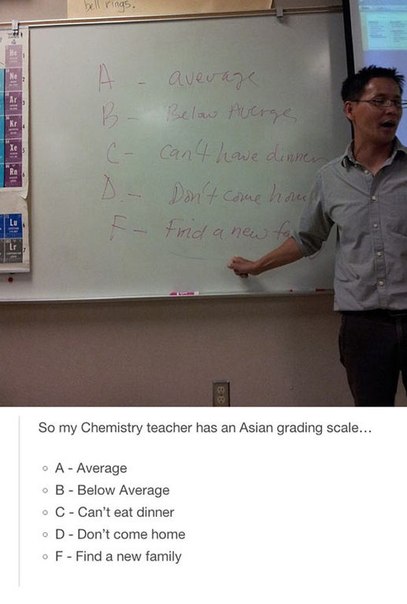 bell rings.
He
Ne
Ar
Kr
Xe
Rn
Lu
Lr
A - average
B - Below Average
C - Can't have dinner
D - Don't come hom
F - Find a new fa
So my Chemistry teacher has an Asian grading scale…
A - Average
B - Below Average
C - Can’t eat dinner
D - Don’t come home
F - Find a new family